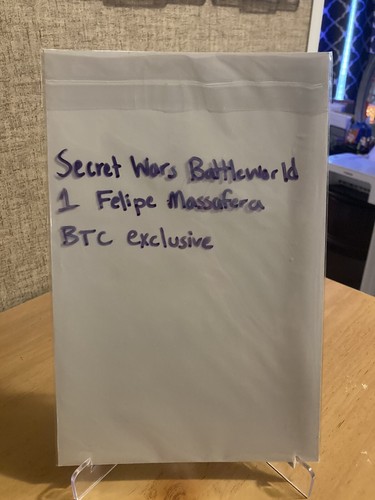 Secret Wars Battleworld
1 Felipe Massafera
BTC exclusive